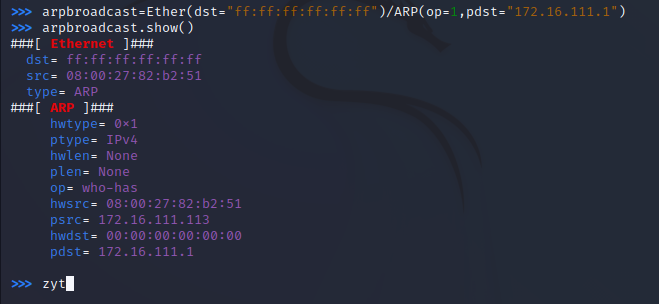 >>> arpbroadcast=Ether(dst="ff:ff:ff:ff:ff:ff")/ARP(op=1,pdst="172.16.111.1")
>>> arpbroadcast.show()
###[ Ethernet ]###
  dst= ff:ff:ff:ff:ff:ff
  src= 08:00:27:82:b2:51
  type= ARP
###[ ARP ]###
     hwtype= 0×1
     ptype= IPv4
     hwlen= None
     plen= None
     op= who-has
     hwsrc= 08:00:27:82:b2:51
     psrc= 172.16.111.113
     hwdst= 00:00:00:00:00:00
     pdst= 172.16.111.1
>>> zyt